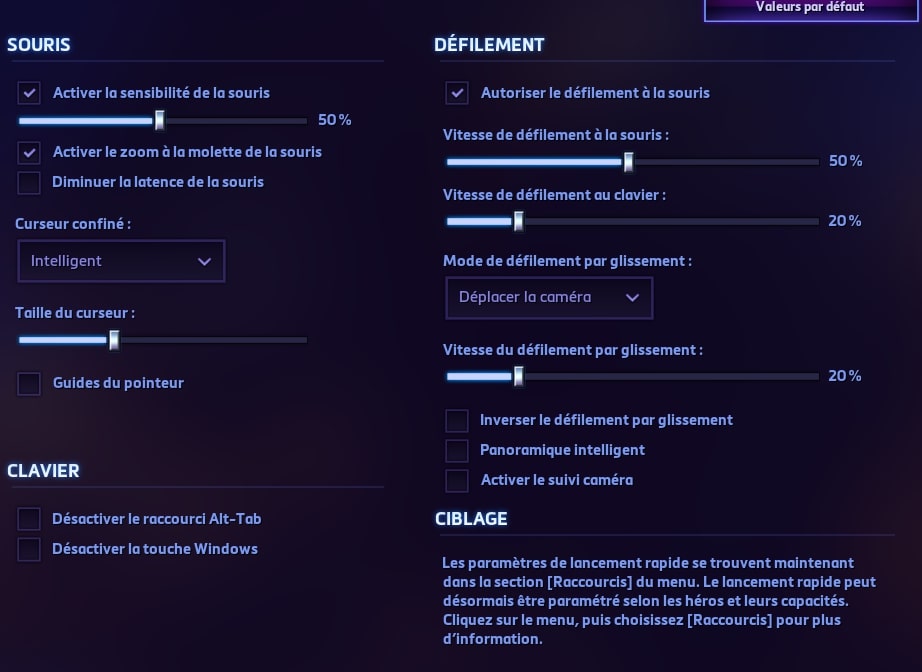 Valeurs par défaut
SOURIS
Activer la sensibilité de la souris
50 %
Activer le zoom à la molette de la souris
Diminuer la latence de la souris
Curseur confiné :
Intelligent
Taille du curseur :
Guides du pointeur
CLAVIER
Désactiver le raccourci Alt-Tab
Désactiver la touche Windows
DÉFILEMENT
Autoriser le défilement à la souris
Vitesse de défilement à la souris :
50 %
Vitesse de défilement au clavier :
20 %
Mode de défilement par glissement :
Déplacer la caméra
Vitesse du défilement par glissement :
20 %
Inverser le défilement par glissement
Panoramique intelligent
Activer le suivi caméra
CIBLAGE
Les paramètres de lancement rapide se trouvent maintenant
dans la section [Raccourcis] du menu. Le lancement rapide peut
désormais être paramétré selon les héros et leurs capacités.
Cliquez sur le menu, puis choisissez [Raccourcis] pour plus
d’information.